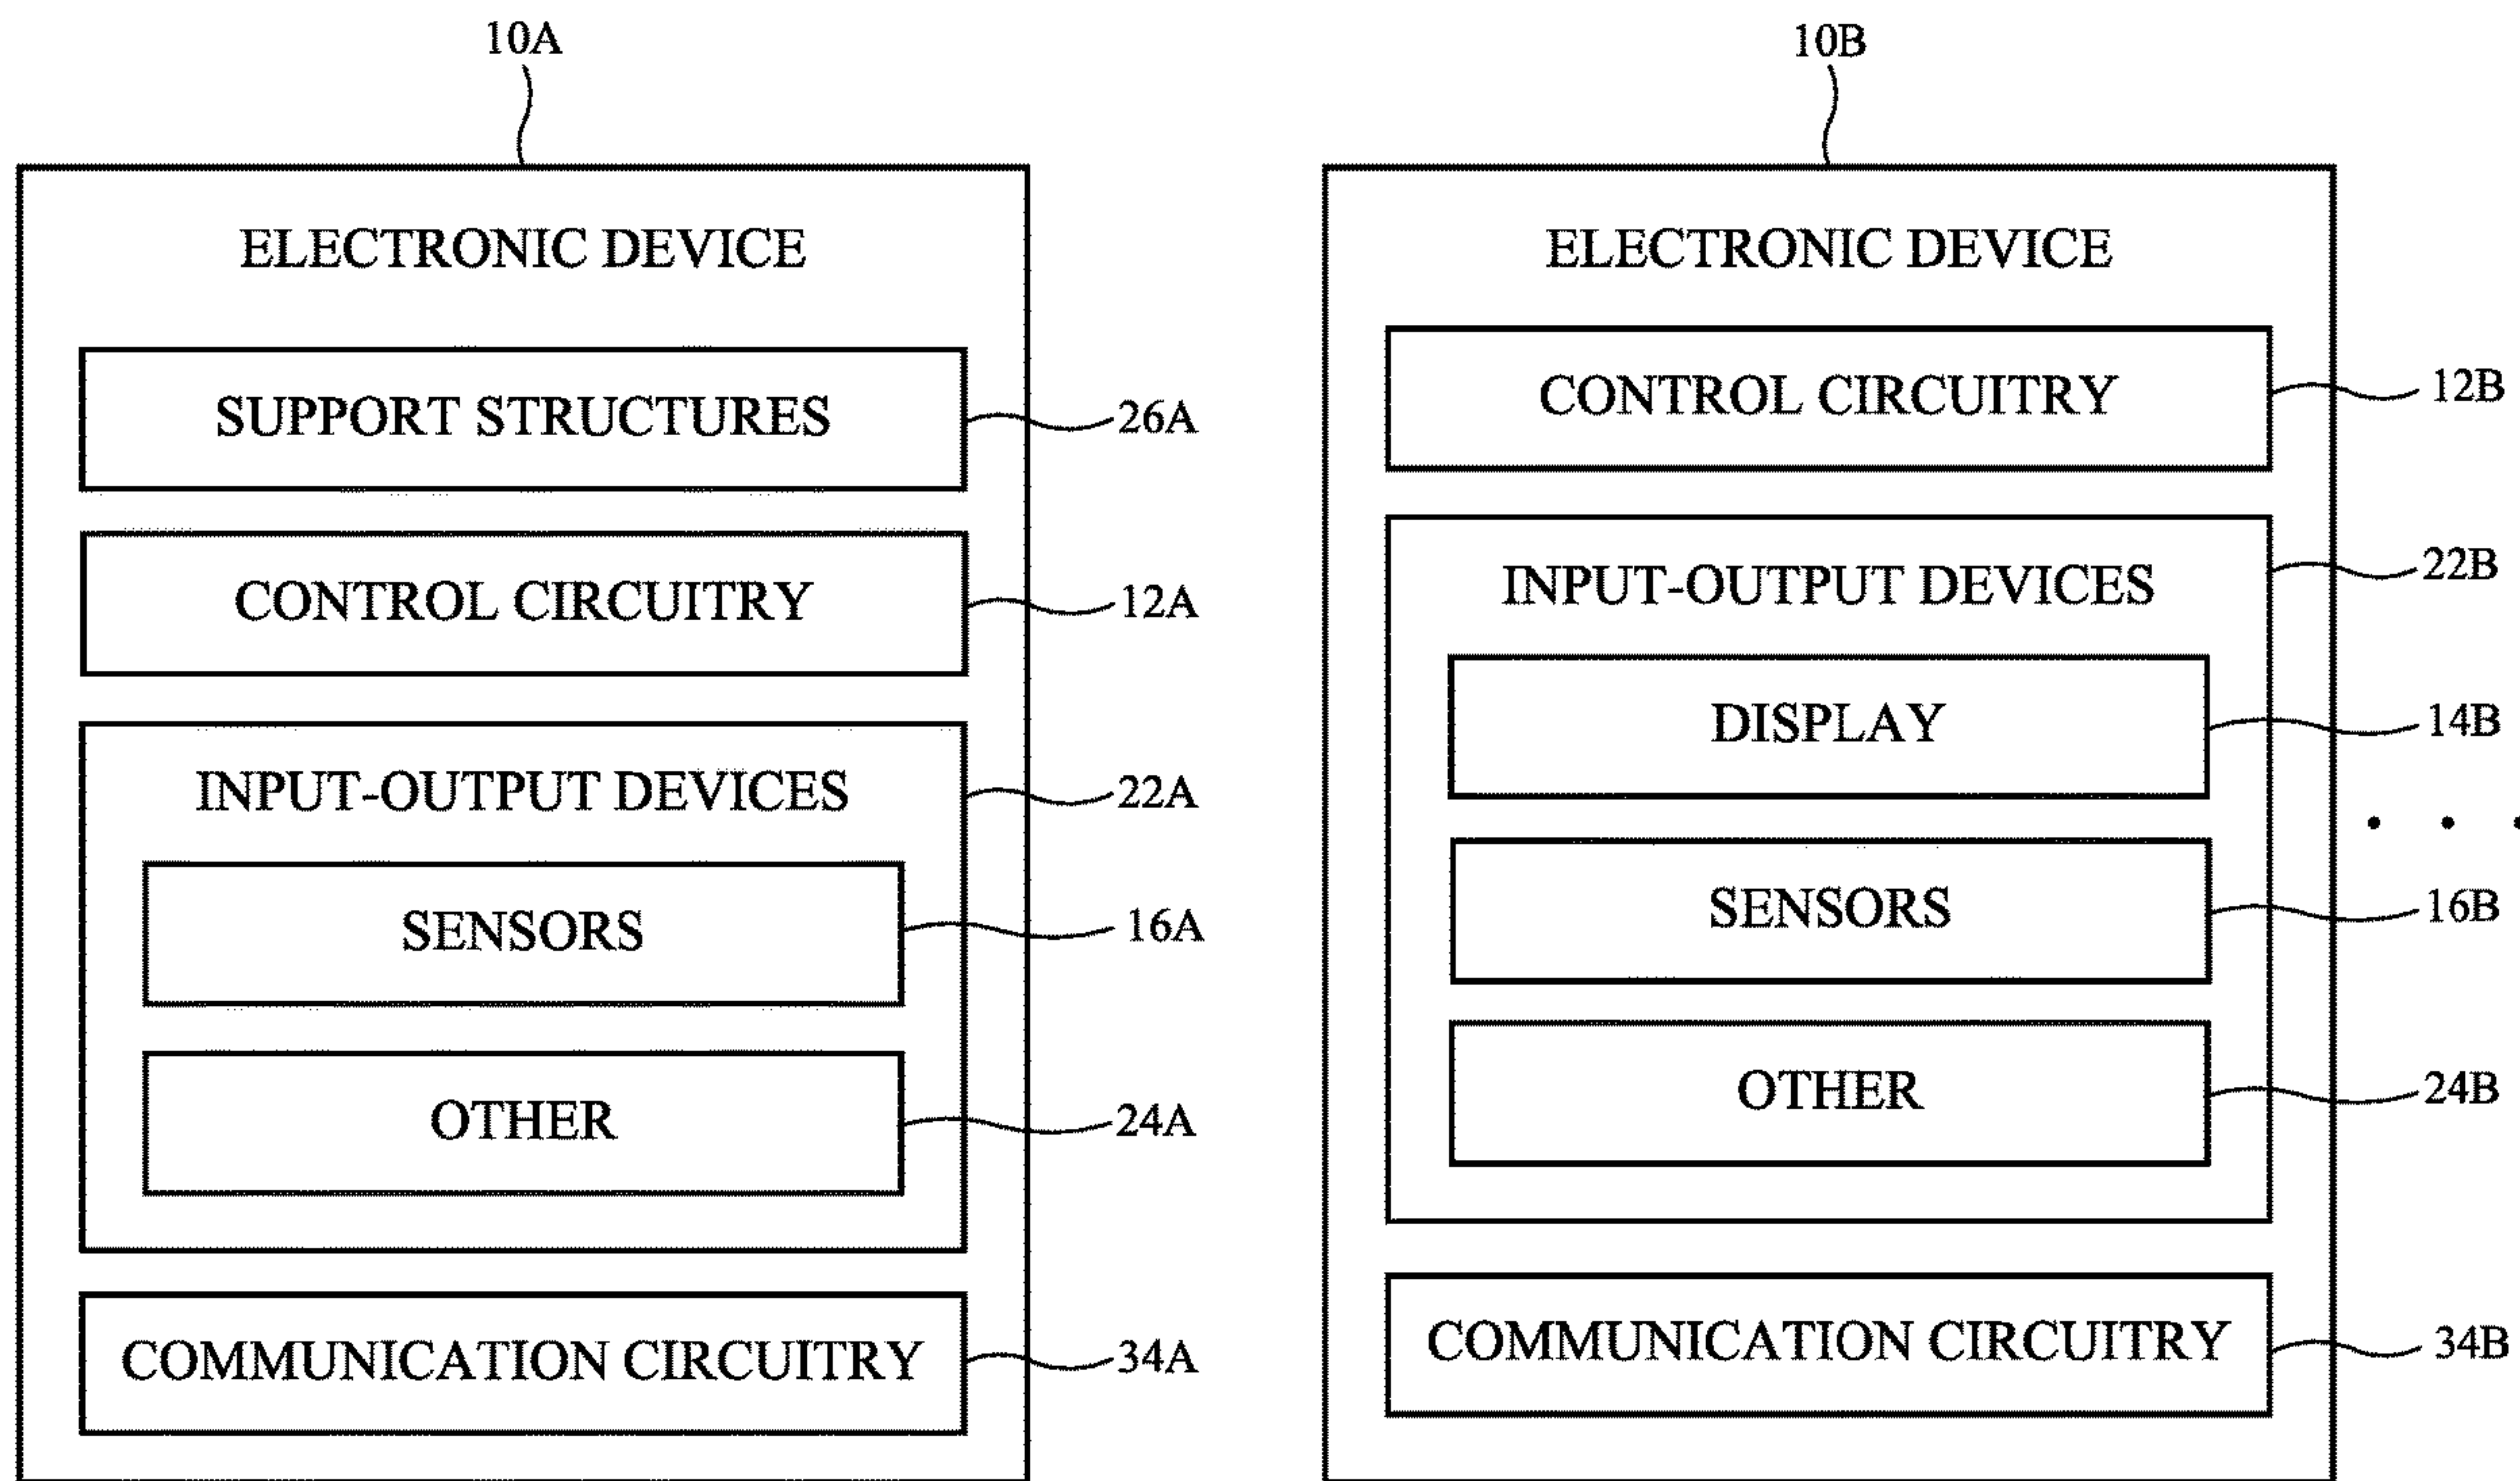 10A
ELECTRONIC DEVICE
SUPPORT STRUCTURES
26A
CONTROL CIRCUITRY
12A
INPUT-OUTPUT DEVICES
22A
SENSORS
16A
OTHER
24A
COMMUNICATION CIRCUITRY
34A
10B
ELECTRONIC DEVICE
CONTROL CIRCUITRY
12B
INPUT-OUTPUT DEVICES
22B
DISPLAY
14B
SENSORS
16B
OTHER
24B
COMMUNICATION CIRCUITRY
34B
. . .